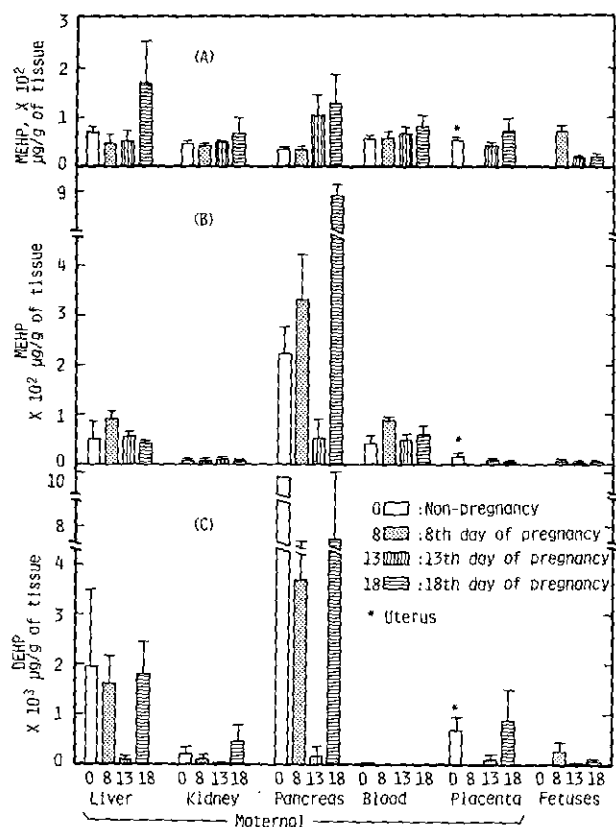 3
2
1
0
MEHP, X 10²
μg/g of tissue
(A)
*
9
4
3
2
1
0
MEHP
X 10² μg/g of tissue
(B)
*
10
8
4
3
2
1
0
DEHP
X 10³ μg/g of tissue
(C)
0 :Non-pregnancy
8 :8th day of pregnancy
13 :13th day of pregnancy
18 :18th day of pregnancy
* Uterus
*
0 8 13 18 0 8 13 18 0 8 13 18 0 8 13 18 0 8 13 18 0 8 13 18
Liver Kidney Pancreas Blood Placenta Fetuses
Maternal